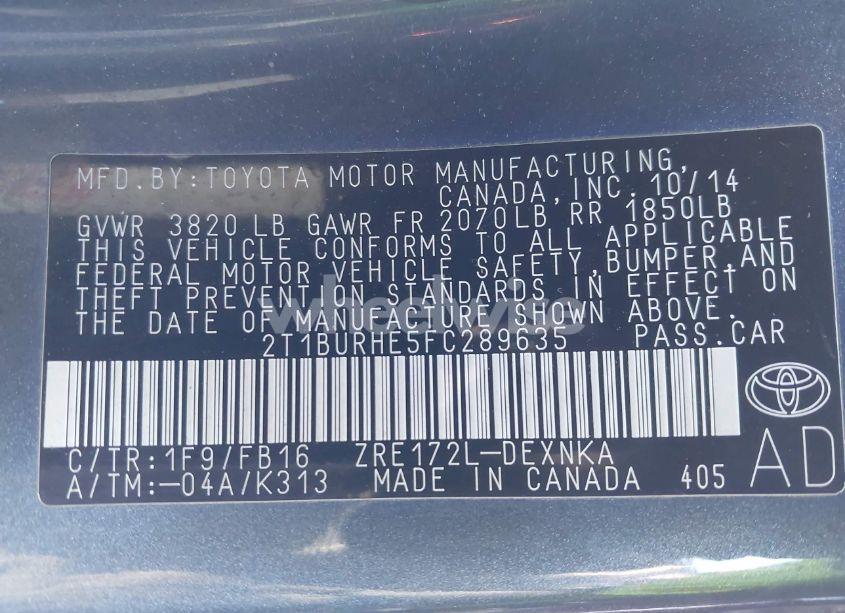 MFD.BY:TOYOTA MOTOR MANUFACTURING,
CANADA,INC. 10/14
GVWR 3820 LB GAWR FR 2070LB RR 1850LB
THIS VEHICLE CONFORMS TO ALL APPLICABLE
FEDERAL MOTOR VEHICLE SAFETY,BUMPER,AND
THEFT PREVENTION STANDARDS IN EFFECT ON
THE DATE OF MANUFACTURE SHOWN ABOVE.
2T1BURHE5FC289635 PASS.CAR
C/TR:1F9/FB16 ZRE172L-DEXNKA
A/TM:-04A/K313 MADE IN CANADA 405
AD